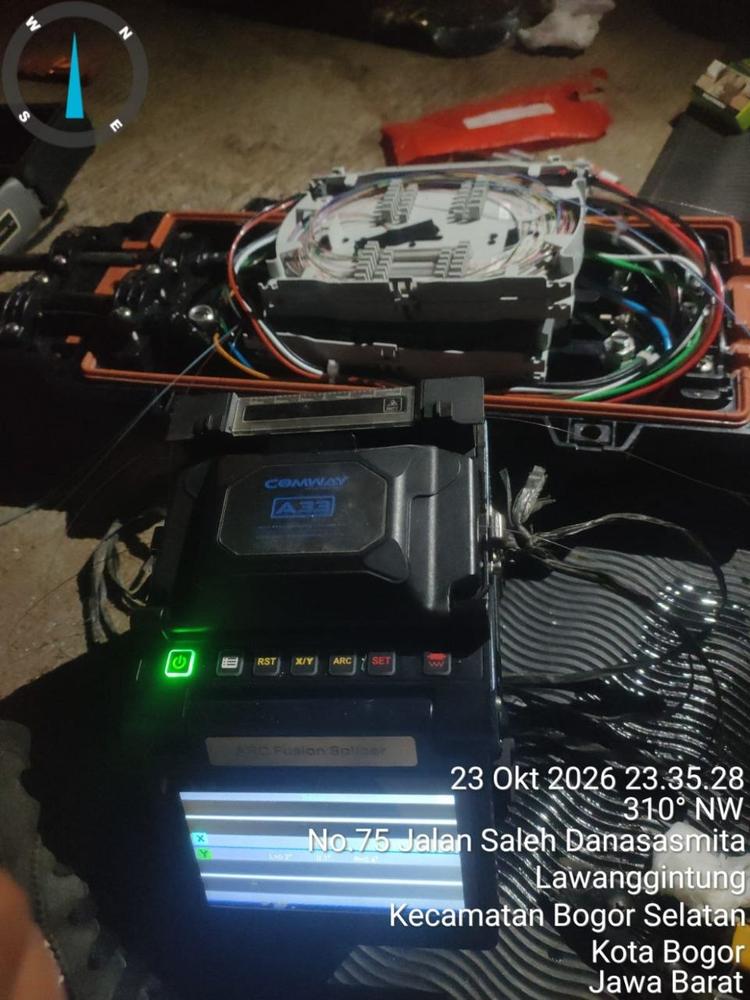 W
N
S
E
COMWAY
A33
RST
X/Y
ARC
SET
ARC Fusion Splicer
X
Y
23 Okt 2026 23.35.28
310° NW
No.75 Jalan Saleh Danasasmita
Lawanggintung
Kecamatan Bogor Selatan
Kota Bogor
Jawa Barat